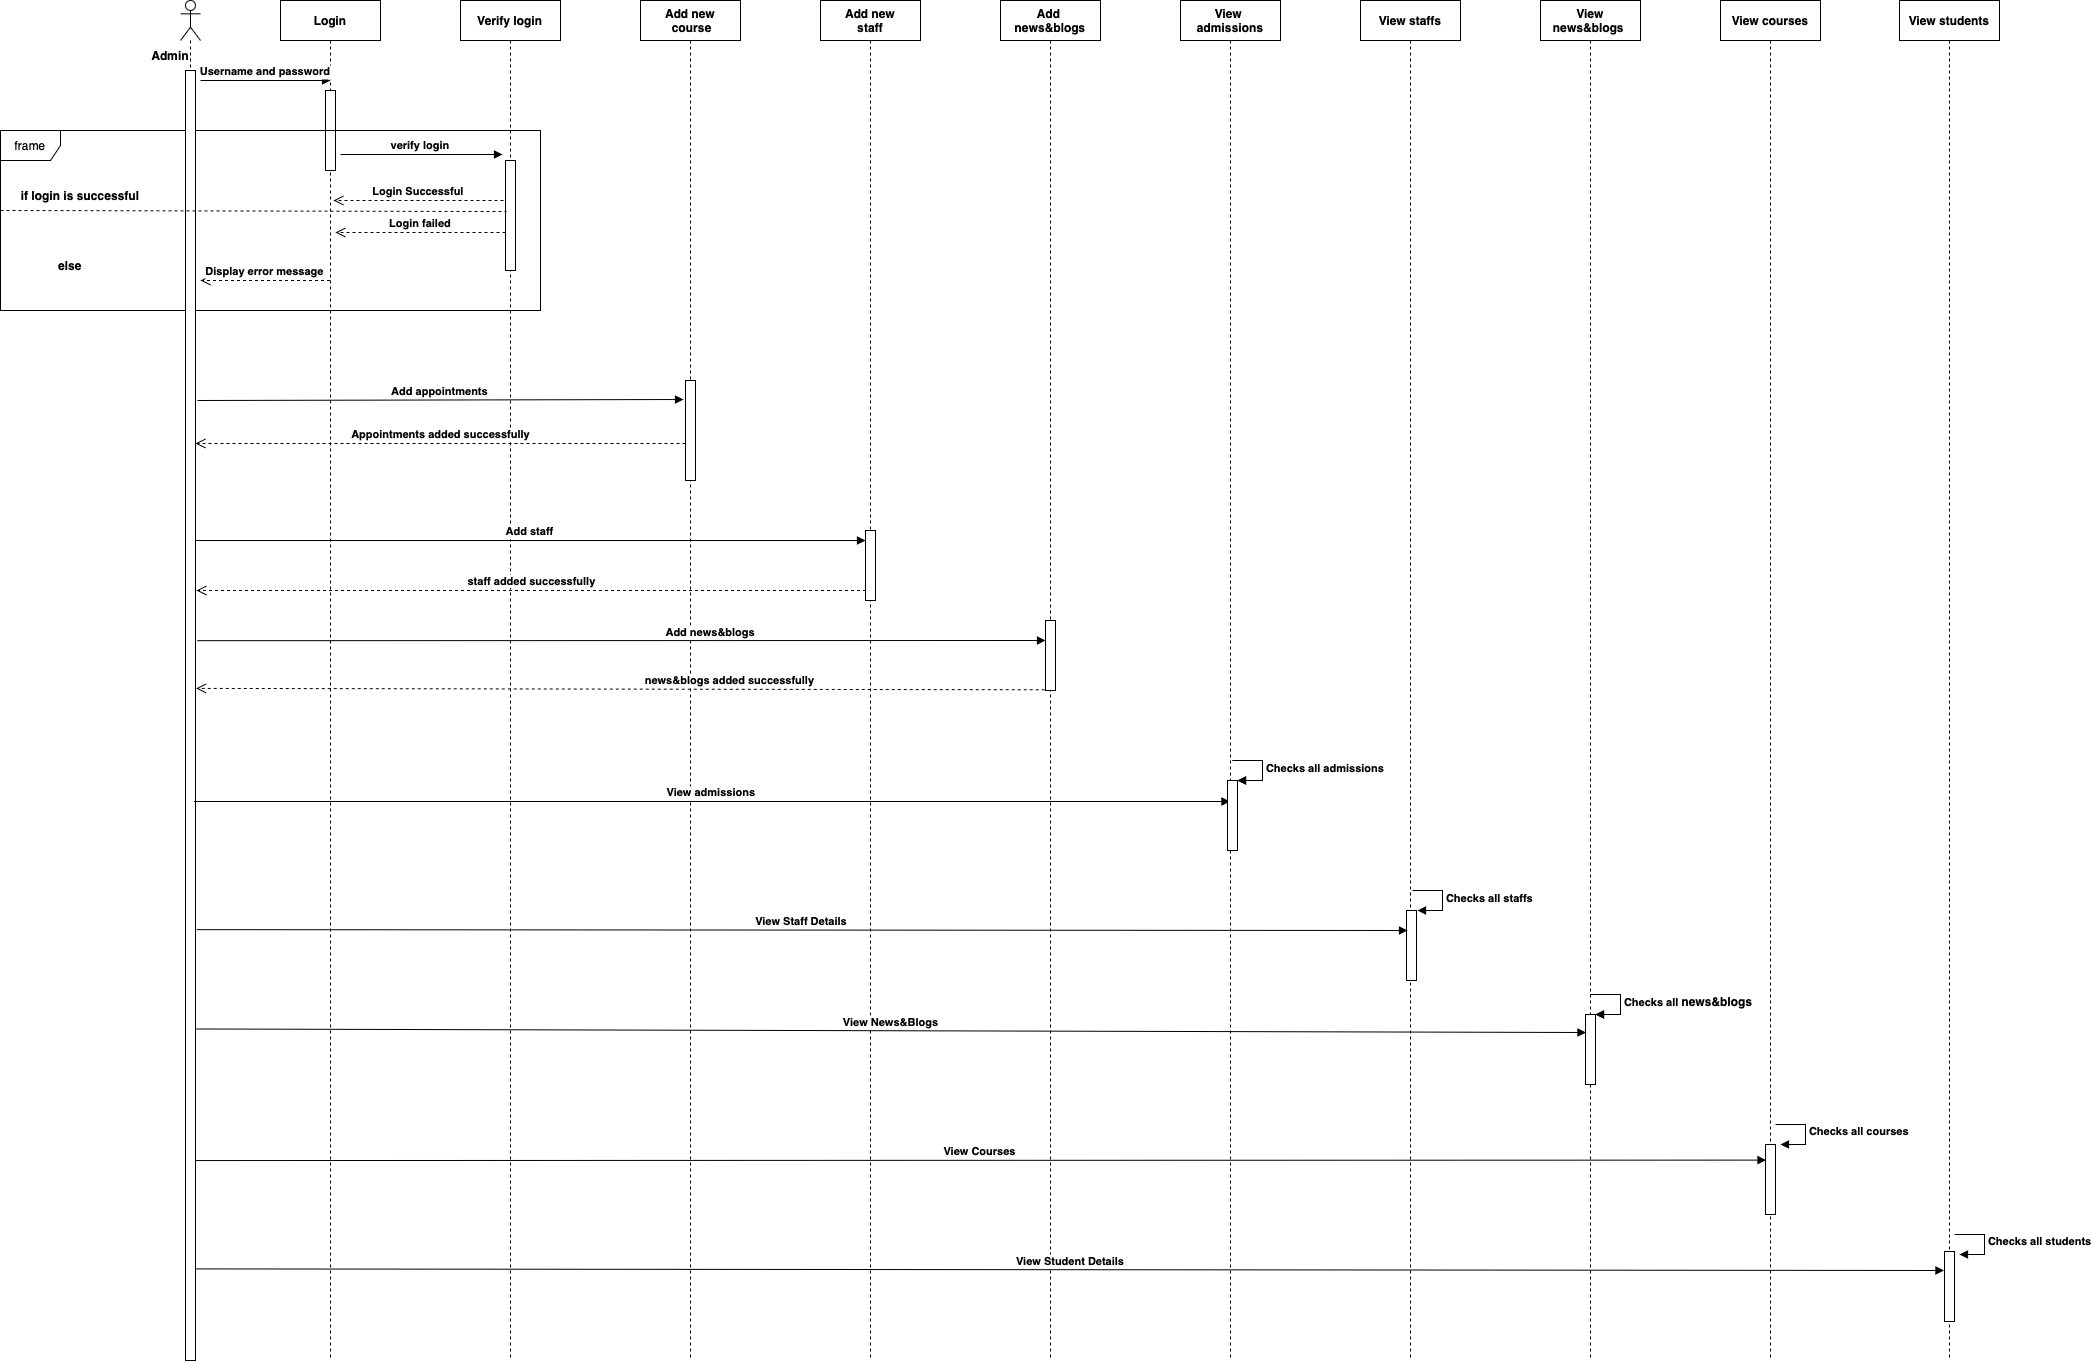 Login
Verify login
Add new
course
Add new
staff
Add
news&blogs
View
admissions
View staffs
View
news&blogs
View courses
View students
Admin
Username and password
frame
verify login
Login Successful
if login is successful
Login failed
else
Display error message
Add appointments
Appointments added successfully
Add staff
staff added successfully
Add news&blogs
news&blogs added successfully
Checks all admissions
View admissions
Checks all staffs
View Staff Details
Checks all news&blogs
View News&Blogs
Checks all courses
View Courses
Checks all students
View Student Details